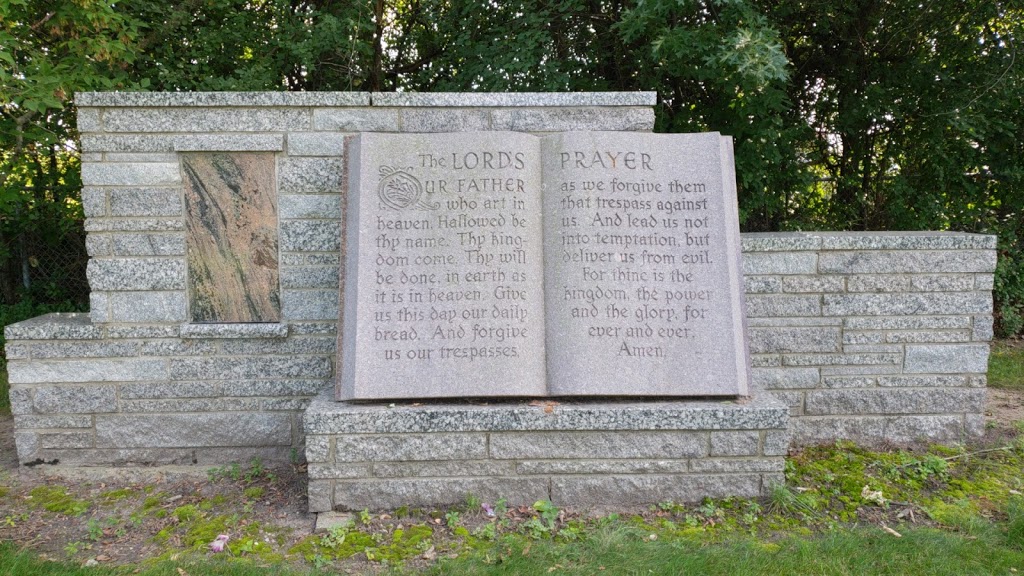 The LORD'S PRAYER
OUR FATHER
who art in
heaven, Hallowed be
thy name. Thy king-
dom come. Thy will
be done, in earth as
it is in heaven. Give
us this day our daily
bread. And forgive
us our trespasses,
as we forgive them
that trespass against
us. And lead us not
into temptation, but
deliver us from evil.
For thine is the
kingdom, the power
and the glory, for
ever and ever.
Amen.